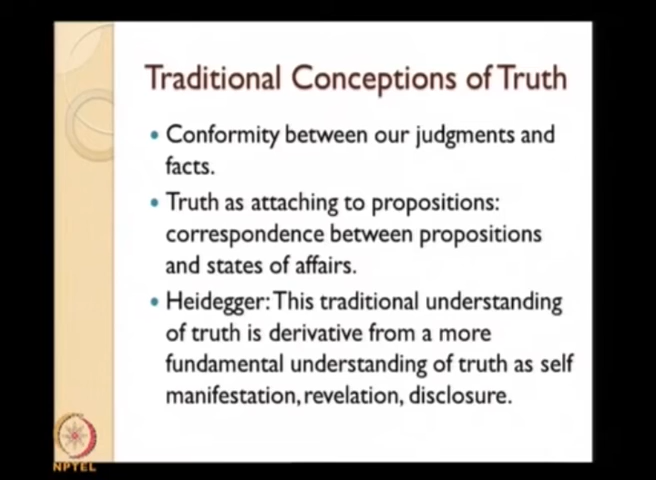 Traditional Conceptions of Truth
• Conformity between our judgments and
facts.
• Truth as attaching to propositions:
correspondence between propositions
and states of affairs.
• Heidegger: This traditional understanding
of truth is derivative from a more
fundamental understanding of truth as self
manifestation, revelation, disclosure.
NPTEL